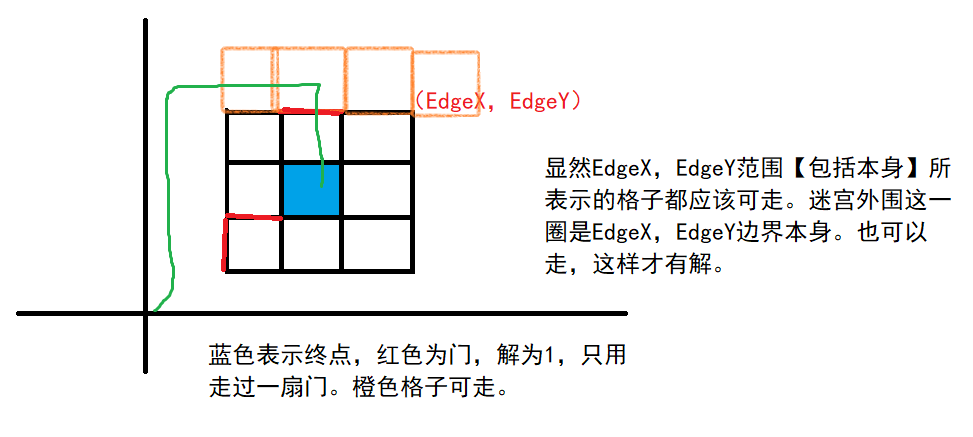 （EdgeX，EdgeY）
显然EdgeX，EdgeY范围【包括本身】所
表示的格子都应该可走。迷宫外围这一
圈是EdgeX，EdgeY边界本身。也可以
走，这样才有解。
蓝色表示终点，红色为门，解为1，只用
走过一扇门。橙色格子可走。